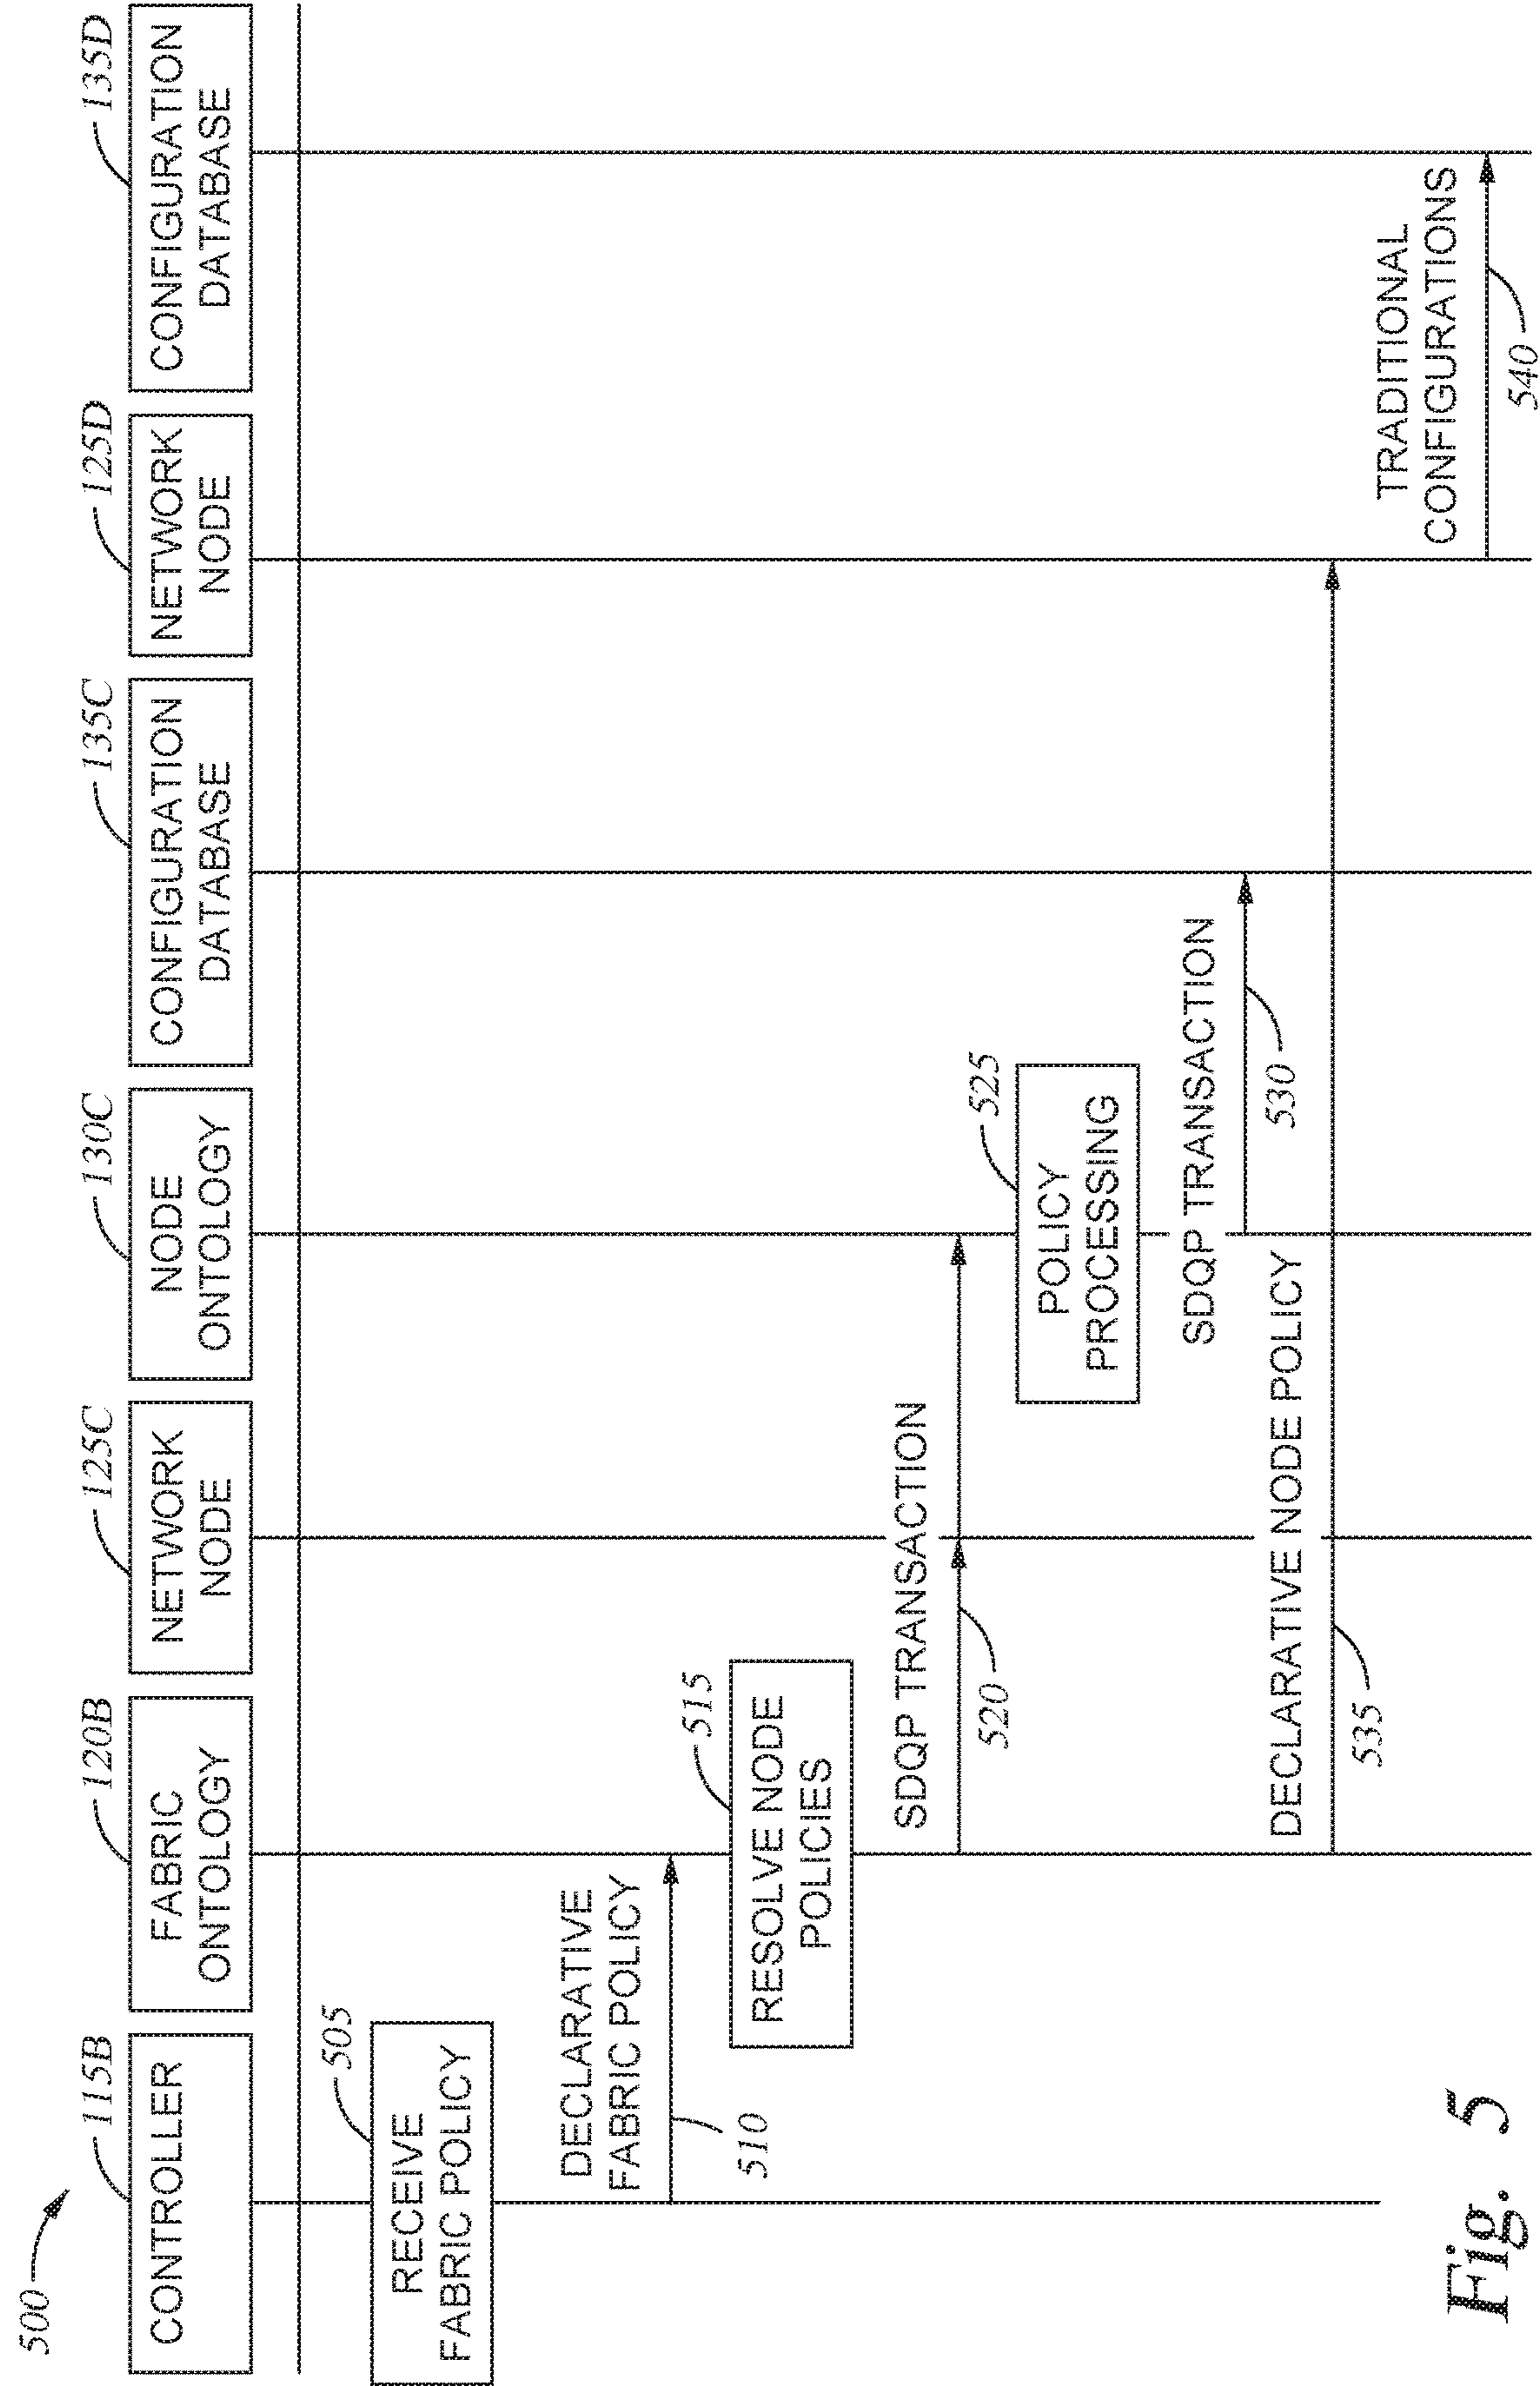 500
115B
CONTROLLER
120B
FABRIC
ONTOLOGY
125C
NETWORK
NODE
130C
NODE
ONTOLOGY
135C
CONFIGURATION
DATABASE
125D
NETWORK
NODE
135D
CONFIGURATION
DATABASE
505
RECEIVE
FABRIC POLICY
DECLARATIVE
FABRIC POLICY
510
515
RESOLVE NODE
POLICIES
SDQP TRANSACTION
520
525
POLICY
PROCESSING
SDQP TRANSACTION
530
DECLARATIVE NODE POLICY
535
TRADITIONAL
CONFIGURATIONS
540
Fig. 5